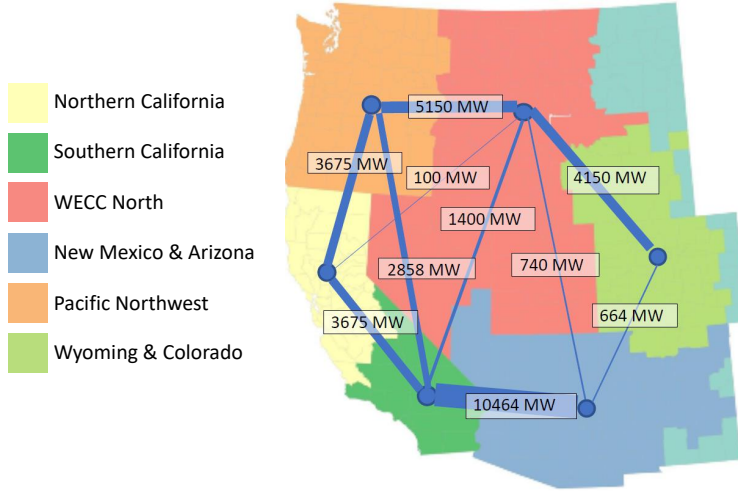 Northern California
Southern California
WECC North
New Mexico & Arizona
Pacific Northwest
Wyoming & Colorado
5150 MW
3675 MW
100 MW
4150 MW
1400 MW
2858 MW
740 MW
3675 MW
664 MW
10464 MW